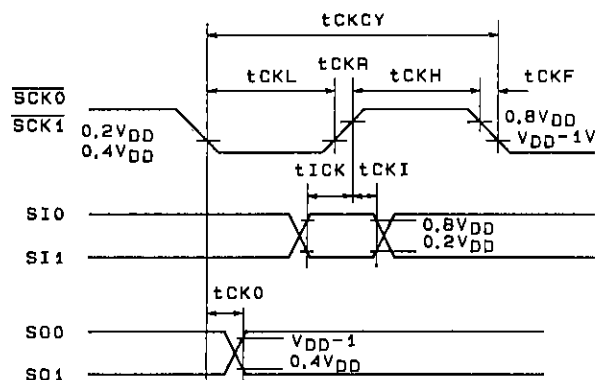 tCKCY
tCKR
tCKL
tCKH
tCKF
SCK0
SCK1
0.2VDD
0.4VDD
0.8VDD
VDD-1V
tICK
tCKI
SI0
SI1
0.8VDD
0.2VDD
tCKO
SO0
SO1
VDD-1
0.4VDD